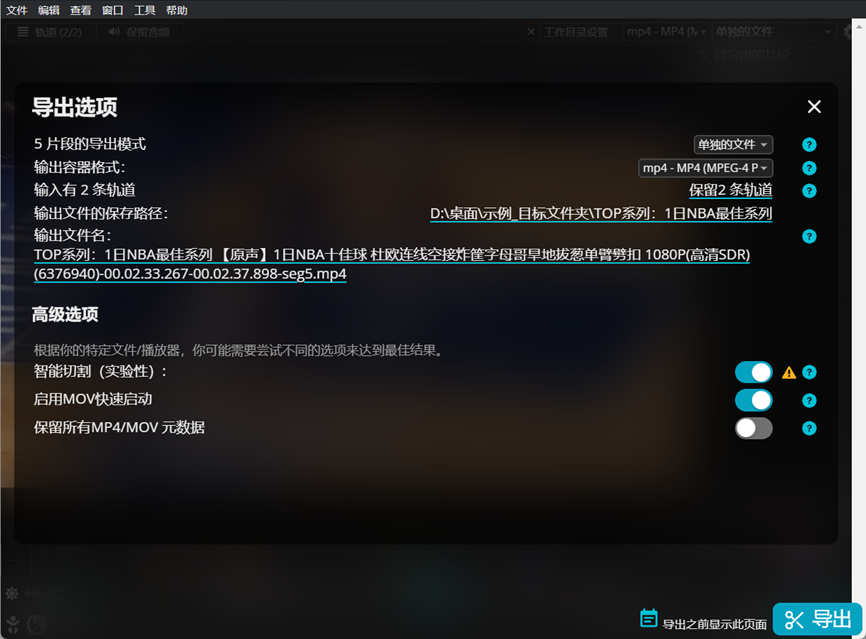 文件 编辑 查看 窗口 工具 帮助
轨道 (2/2) 保留音频 工作目录设置 mp4 - MP4 (M 单独的文件
导出选项
5 片段的导出模式 单独的文件
输出容器格式: mp4 - MP4 (MPEG-4 P
输入有 2 条轨道 保留2 条轨道
输出文件的保存路径: D:\桌面\示例_目标文件夹\TOP系列：1日NBA最佳系列
输出文件名:
TOP系列：1日NBA最佳系列 【原声】1日NBA十佳球 杜欧连线空接炸筐字母哥旱地拔葱单臂劈扣 1080P(高清SDR)
(6376940)-00.02.33.267-00.02.37.898-seg5.mp4
高级选项
根据你的特定文件/播放器，你可能需要尝试不同的选项来达到最佳结果。
智能切割（实验性）:
启用MOV快速启动
保留所有MP4/MOV 元数据
导出之前显示此页面 导出